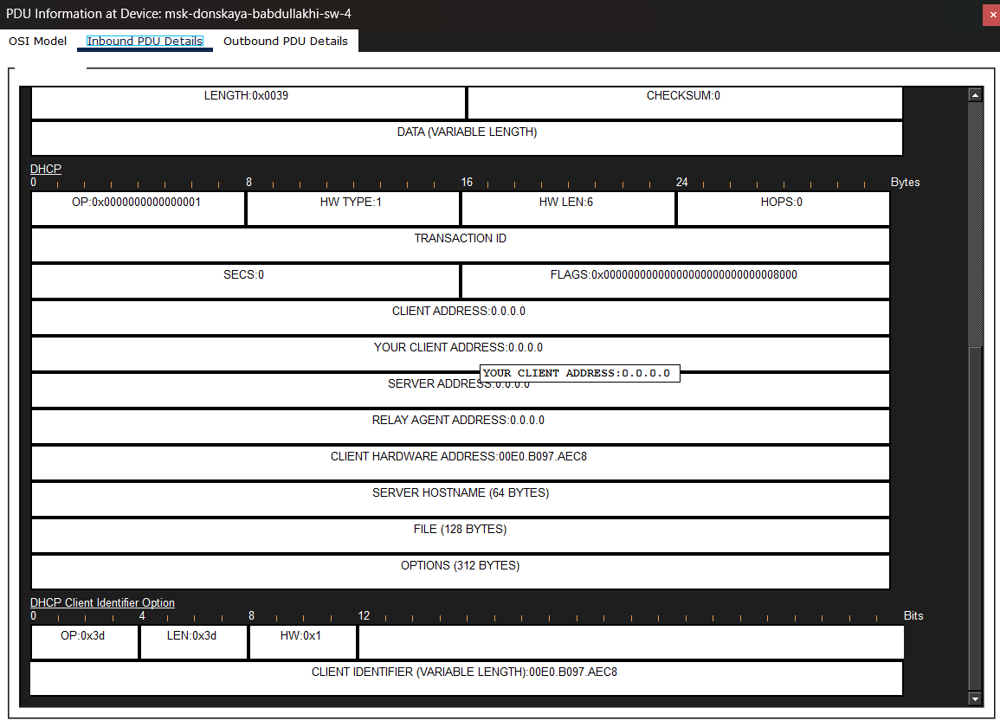 PDU Information at Device: msk-donskaya-babdullakhi-sw-4
OSI Model Inbound PDU Details Outbound PDU Details
LENGTH:0x0039 CHECKSUM:0
DATA (VARIABLE LENGTH)
DHCP
0 8 16 24 Bytes
OP:0x0000000000000001 HW TYPE:1 HW LEN:6 HOPS:0
TRANSACTION ID
SECS:0 FLAGS:0x00000000000000000000000000008000
CLIENT ADDRESS:0.0.0.0
YOUR CLIENT ADDRESS:0.0.0.0
YOUR CLIENT ADDRESS:0.0.0.0
SERVER ADDRESS:0.0.0.0
RELAY AGENT ADDRESS:0.0.0.0
CLIENT HARDWARE ADDRESS:00E0.B097.AEC8
SERVER HOSTNAME (64 BYTES)
FILE (128 BYTES)
OPTIONS (312 BYTES)
DHCP Client Identifier Option
0 4 8 12 Bits
OP:0x3d LEN:0x3d HW:0x1
CLIENT IDENTIFIER (VARIABLE LENGTH):00E0.B097.AEC8